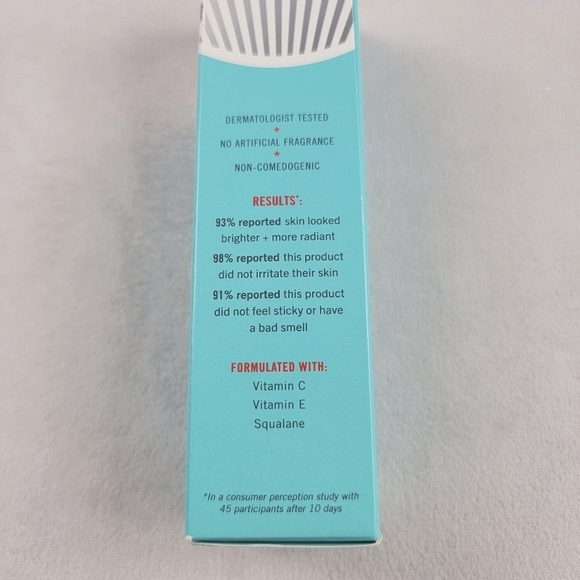 DERMATOLOGIST TESTED
*
NO ARTIFICIAL FRAGRANCE
*
NON-COMEDOGENIC
RESULTS*:
93% reported skin looked
brighter + more radiant
98% reported this product
did not irritate their skin
91% reported this product
did not feel sticky or have
a bad smell
FORMULATED WITH:
Vitamin C
Vitamin E
Squalane
*In a consumer perception study with
45 participants after 10 days